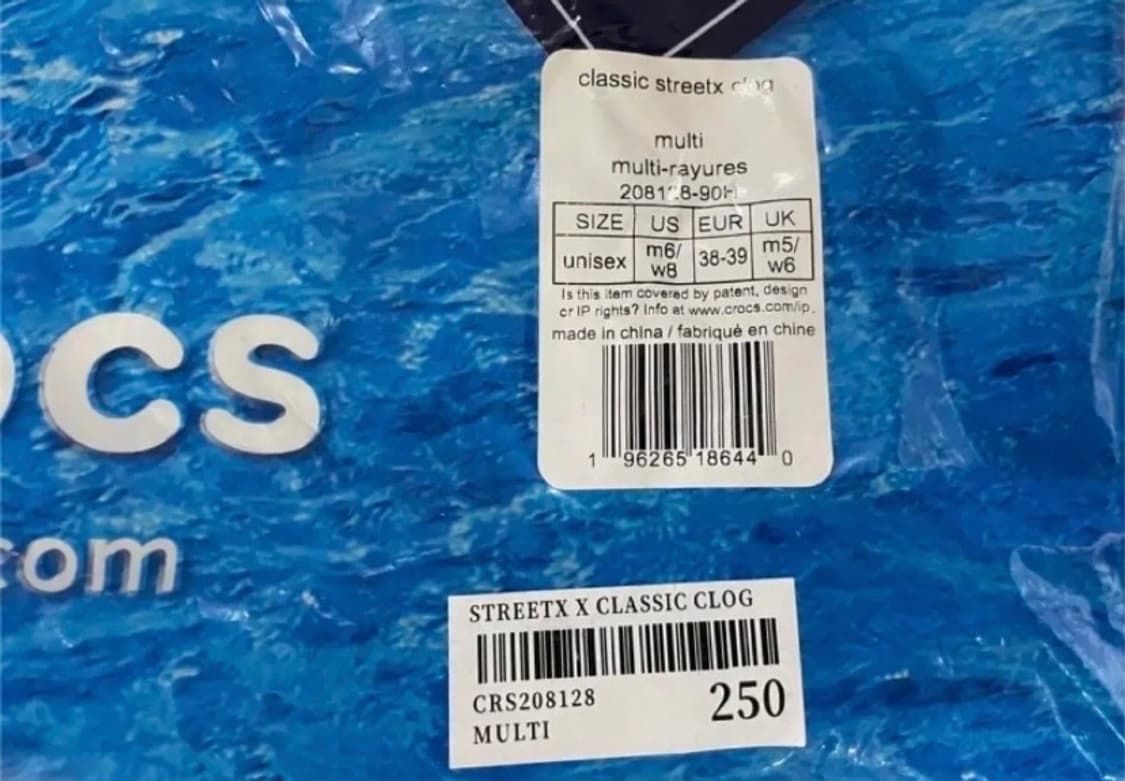 classic streetx clog
multi
multi-rayures
208128-90H
SIZE US EUR UK
unisex m6/ w8 38-39 m5/ w6
Is this item covered by patent, design
or IP rights? Info at www.crocs.com/ip.
made in china / fabriqué en chine
1 96265 18644 0
ocs
.com
STREETX X CLASSIC CLOG
CRS208128
250
MULTI